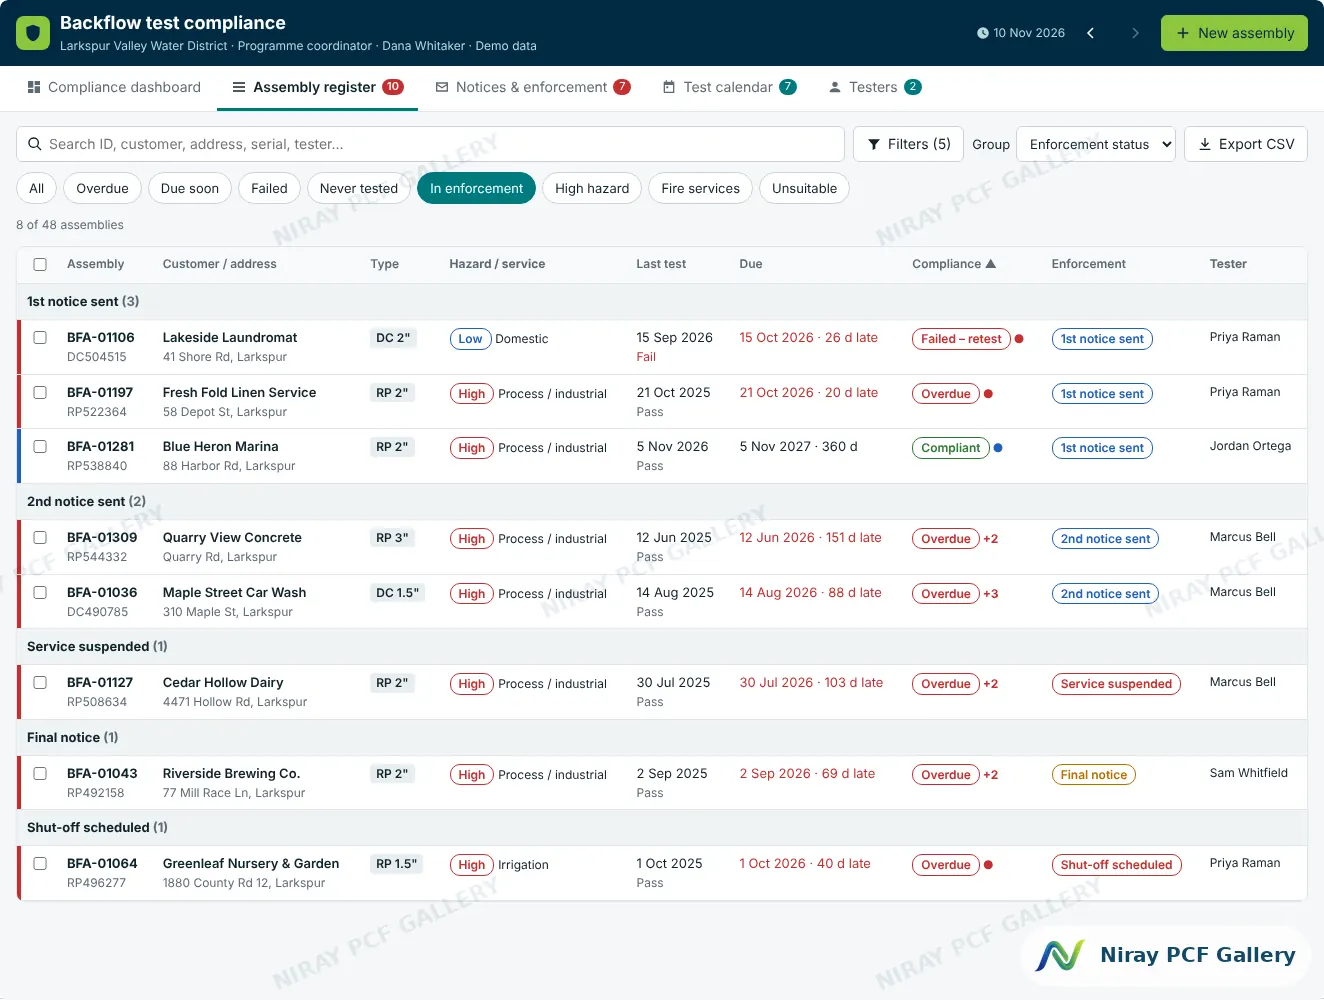 Backflow test compliance
Larkspur Valley Water District · Programme coordinator · Dana Whitaker · Demo data
10 Nov 2026
New assembly
Compliance dashboard
Assembly register 10
Notices & enforcement 7
Test calendar 7
Testers 2
Search ID, customer, address, serial, tester...
Filters (5)
Group
Enforcement status
Export CSV
All
Overdue
Due soon
Failed
Never tested
In enforcement
High hazard
Fire services
Unsuitable
8 of 48 assemblies
Assembly Customer / address Type Hazard / service Last test Due Compliance ▲ Enforcement Tester
1st notice sent (3)
BFA-01106 Lakeside Laundromat DC 2" Low Domestic 15 Sep 2026 15 Oct 2026 · 26 d late Failed – retest 1st notice sent Priya Raman
DC504515 41 Shore Rd, Larkspur Fail
BFA-01197 Fresh Fold Linen Service RP 2" High Process / industrial 21 Oct 2025 21 Oct 2026 · 20 d late Overdue 1st notice sent Priya Raman
RP522364 58 Depot St, Larkspur Pass
BFA-01281 Blue Heron Marina RP 2" High Process / industrial 5 Nov 2026 5 Nov 2027 · 360 d Compliant 1st notice sent Jordan Ortega
RP538840 88 Harbor Rd, Larkspur Pass
2nd notice sent (2)
BFA-01309 Quarry View Concrete RP 3" High Process / industrial 12 Jun 2025 12 Jun 2026 · 151 d late Overdue +2 2nd notice sent Marcus Bell
RP544332 Quarry Rd, Larkspur Pass
BFA-01036 Maple Street Car Wash DC 1.5" High Process / industrial 14 Aug 2025 14 Aug 2026 · 88 d late Overdue +3 2nd notice sent Marcus Bell
DC490785 310 Maple St, Larkspur Pass
Service suspended (1)
BFA-01127 Cedar Hollow Dairy RP 2" High Process / industrial 30 Jul 2025 30 Jul 2026 · 103 d late Overdue +2 Service suspended Marcus Bell
RP508634 4471 Hollow Rd, Larkspur Pass
Final notice (1)
BFA-01043 Riverside Brewing Co. RP 2" High Process / industrial 2 Sep 2025 2 Sep 2026 · 69 d late Overdue +2 Final notice Sam Whitfield
RP492158 77 Mill Race Ln, Larkspur Pass
Shut-off scheduled (1)
BFA-01064 Greenleaf Nursery & Garden RP 1.5" High Irrigation 1 Oct 2025 1 Oct 2026 · 40 d late Overdue Shut-off scheduled Priya Raman
RP496277 1880 County Rd 12, Larkspur Pass
NIRAY PCF GALLERY
NIRAY PCF GALLERY
NIRAY PCF GALLERY
NIRAY PCF GALLERY
NIRAY PCF GALLERY
Niray PCF Gallery